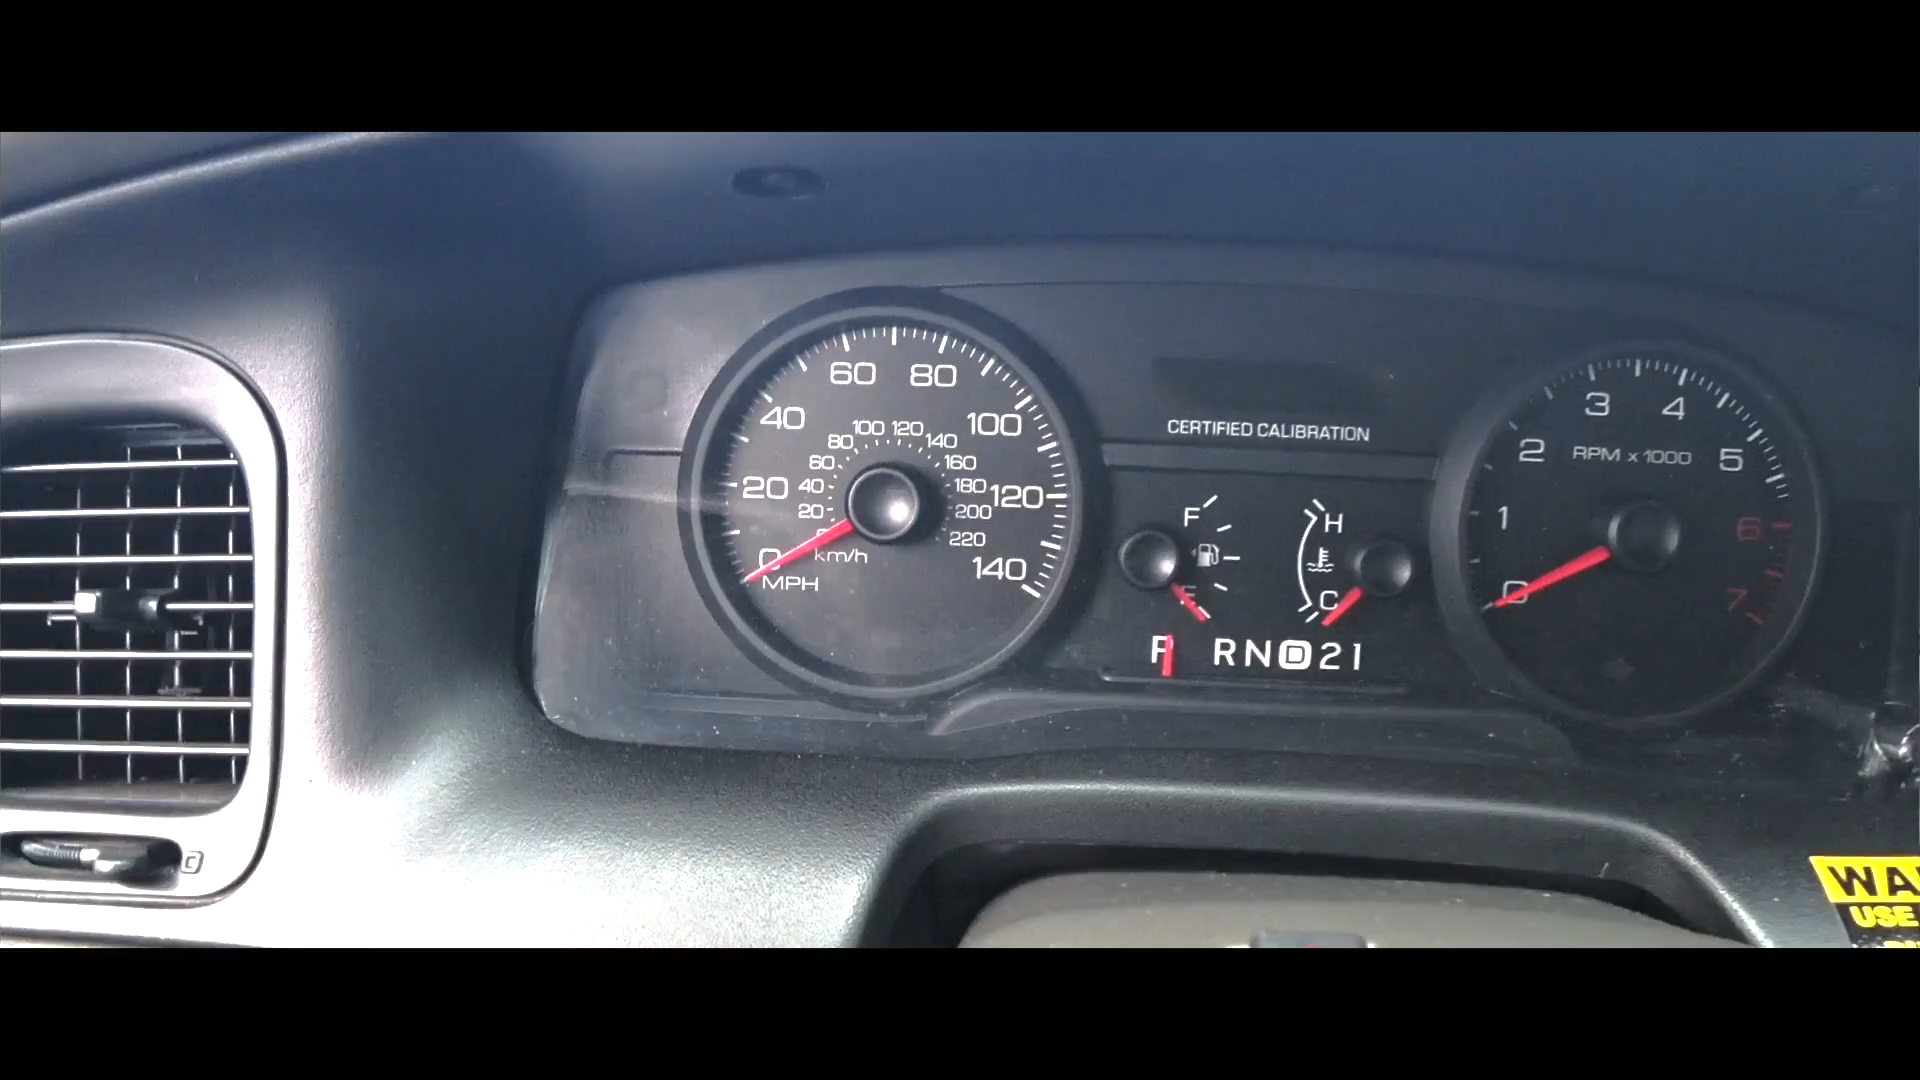 60 80
40 100
20 120
0 140
MPH
80 100 120 140
60 160
40 180
20 200
220
km/h
CERTIFIED CALIBRATION
F
E
H
C
P RND21
3 4
2 5
RPM x 1000
1 6
0 7
C
WA
USE